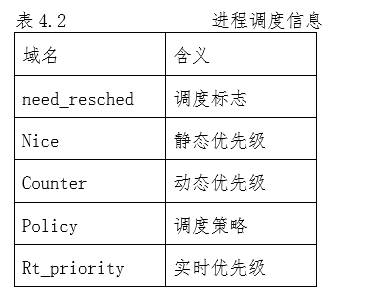 表 4.2 进程调度信息
域名 含义
need_resched 调度标志
Nice 静态优先级
Counter 动态优先级
Policy 调度策略
Rt_priority 实时优先级